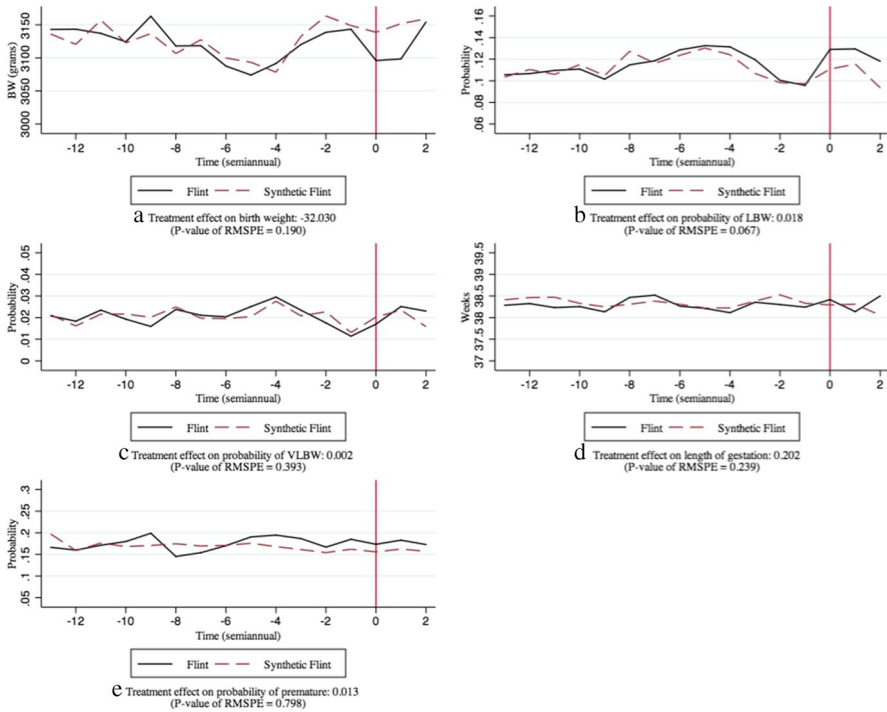 BW (grams)
3150
3100
3050
3000
-12 -10 -8 -6 -4 -2 0 2
Time (semiannual)
Flint Synthetic Flint
a Treatment effect on birth weight: -32.030
(P-value of RMSPE = 0.190)
Probability
.16
.14
.12
.1
.08
.06
-12 -10 -8 -6 -4 -2 0 2
Time (semiannual)
Flint Synthetic Flint
b Treatment effect on probability of LBW: 0.018
(P-value of RMSPE = 0.067)
Probability
.05
.04
.03
.02
.01
0
-12 -10 -8 -6 -4 -2 0 2
Time (semiannual)
Flint Synthetic Flint
c Treatment effect on probability of VLBW: 0.002
(P-value of RMSPE = 0.393)
Weeks
39.5
39
38.5
38
37.5
37
-12 -10 -8 -6 -4 -2 0 2
Time (semiannual)
Flint Synthetic Flint
d Treatment effect on length of gestation: 0.202
(P-value of RMSPE = 0.239)
Probability
.3
.25
.2
.15
.1
.05
-12 -10 -8 -6 -4 -2 0 2
Time (semiannual)
Flint Synthetic Flint
e Treatment effect on probability of premature: 0.013
(P-value of RMSPE = 0.798)